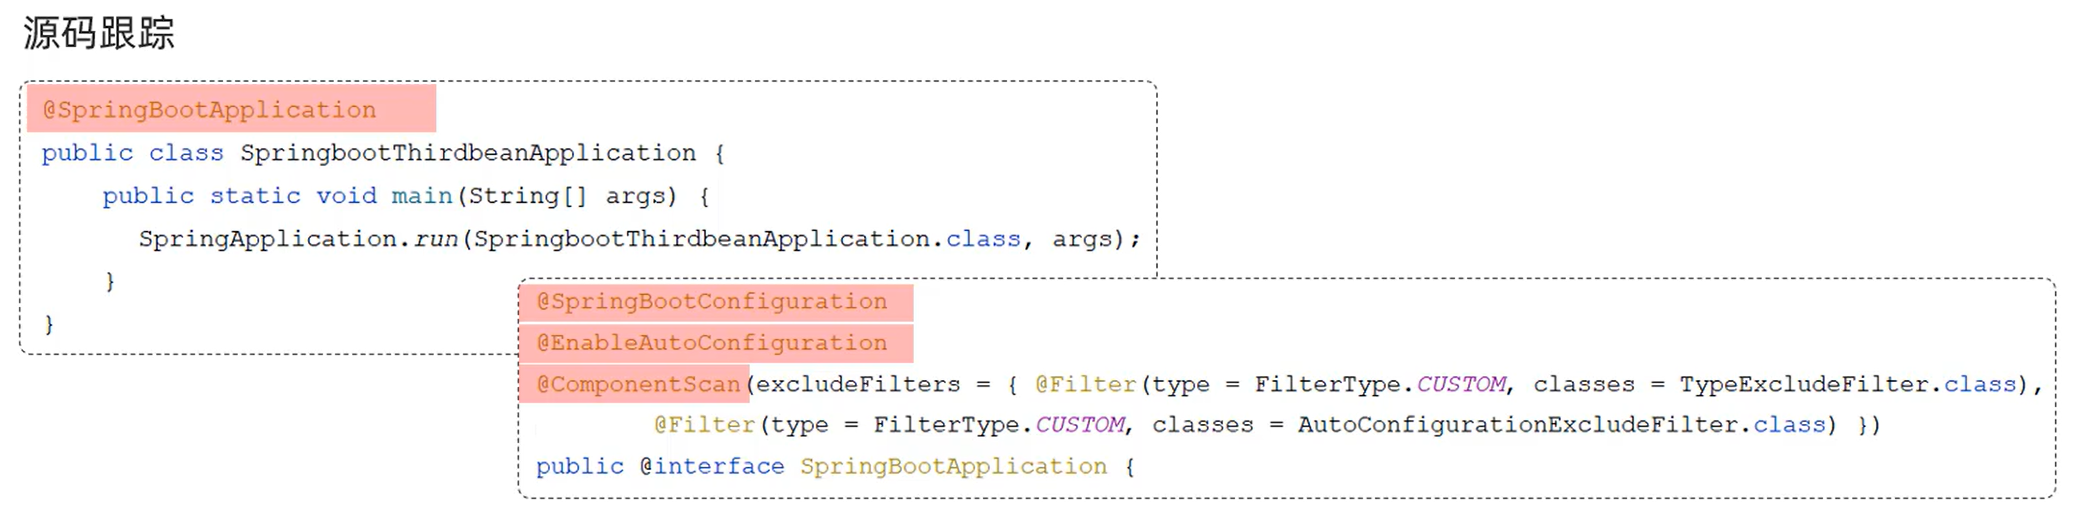 源码跟踪
@SpringBootApplication
public class SpringbootThirdbeanApplication {
public static void main(String[] args) {
SpringApplication.run(SpringbootThirdbeanApplication.class, args);
}
}
@SpringBootConfiguration
@EnableAutoConfiguration
@ComponentScan(excludeFilters = { @Filter(type = FilterType.CUSTOM, classes = TypeExcludeFilter.class),
@Filter(type = FilterType.CUSTOM, classes = AutoConfigurationExcludeFilter.class) })
public @interface SpringBootApplication {